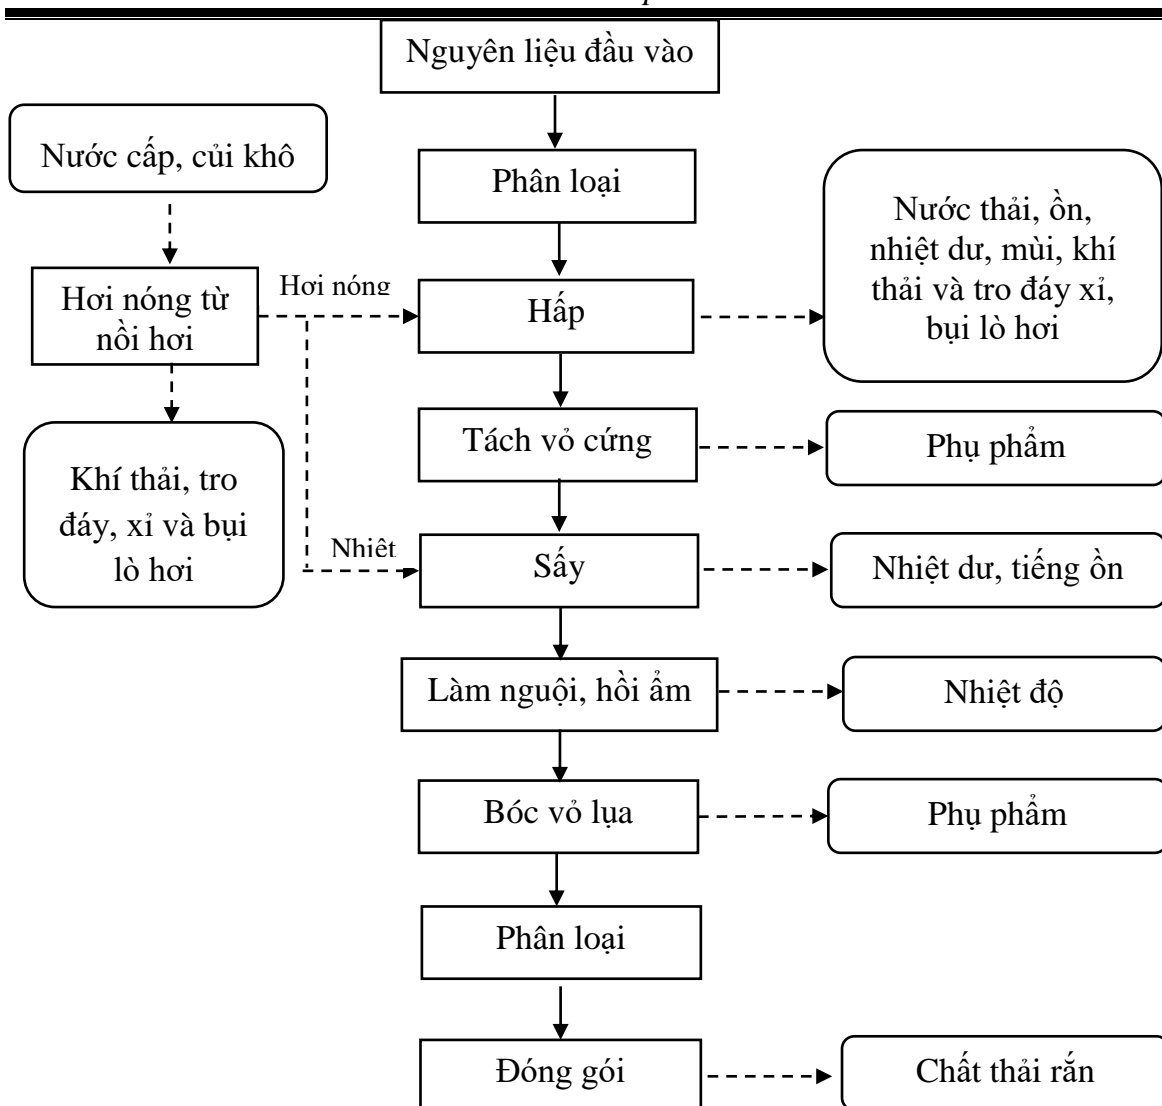 Nguyên liệu đầu vào
Nước cấp, củi khô
Phân loại
Nước thải, ồn,
nhiệt dư, mùi, khí
thải và tro đáy xỉ,
bụi lò hơi
Hơi nóng từ
nồi hơi
Hơi nóng
Hấp
Tách vỏ cứng
Phụ phẩm
Khí thải, tro
đáy, xỉ và bụi
lò hơi
Nhiệt
Sấy
Nhiệt dư, tiếng ồn
Làm nguội, hồi ẩm
Nhiệt độ
Bóc vỏ lụa
Phụ phẩm
Phân loại
Đóng gói
Chất thải rắn